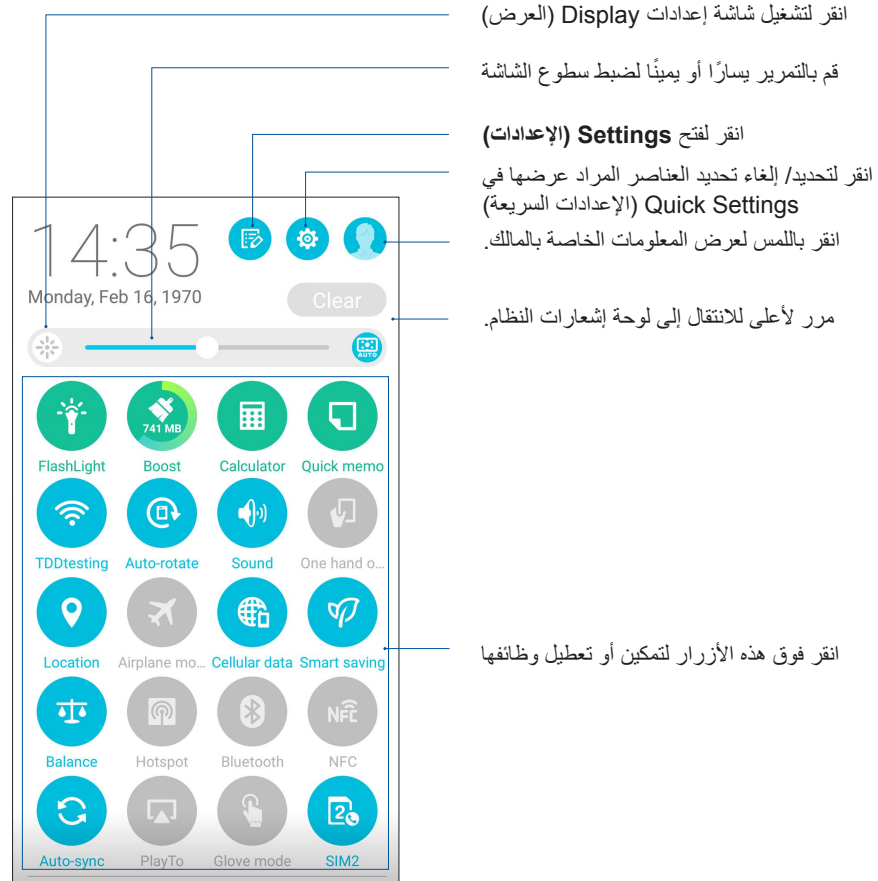 انقر لتشغيل شاشة إعدادات Display (العرض)
قم بالتمرير يسارًا أو يمينًا لضبط سطوع الشاشة
انقر لفتح Settings (الإعدادات)
انقر لتحديد/ إلغاء تحديد العناصر المراد عرضها في
Quick Settings (الإعدادات السريعة)
انقر باللمس لعرض المعلومات الخاصة بالمالك.
مرر لأعلى للانتقال إلى لوحة إشعارات النظام.
انقر فوق هذه الأزرار لتمكين أو تعطيل وظائفها
14:35
Monday, Feb 16, 1970
Clear
AUTO
741 MB
FlashLight Boost Calculator Quick memo
TDDtesting Auto-rotate Sound One hand o...
Location Airplane mo... Cellular data Smart saving
NFC
Balance Hotspot Bluetooth NFC
2
Auto-sync PlayTo Glove mode SIM2